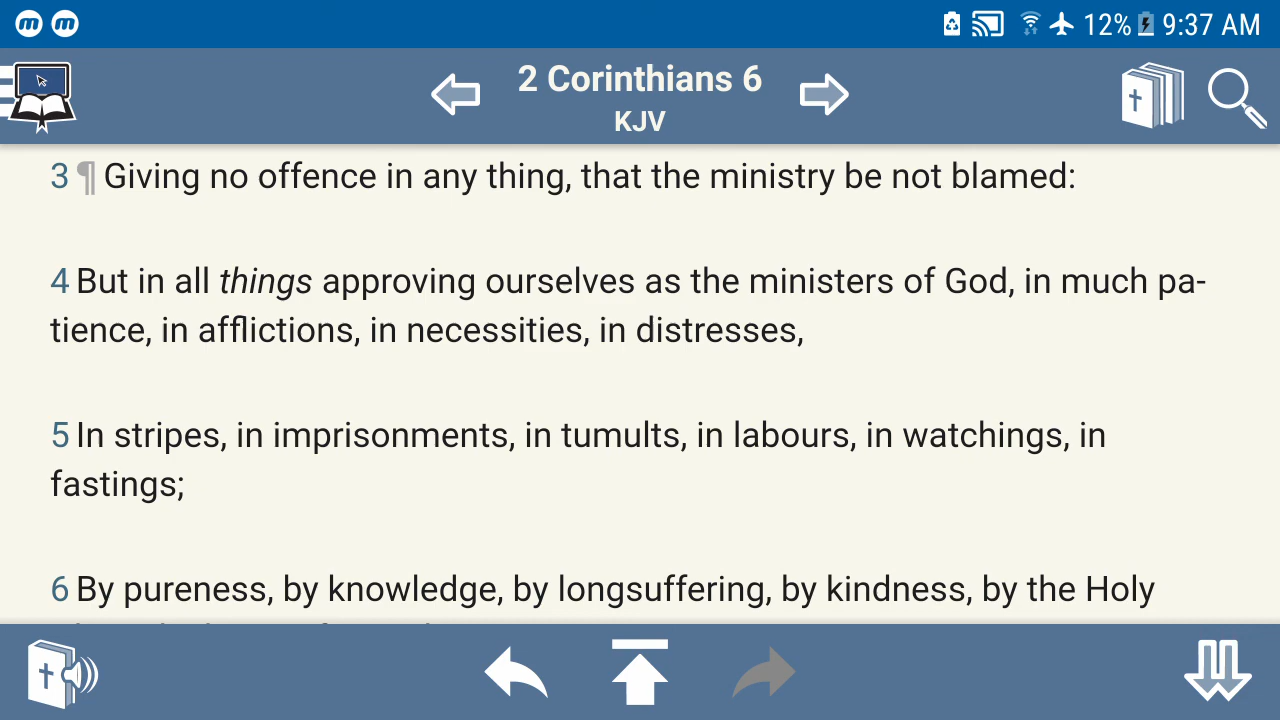 12% 9:37 AM
2 Corinthians 6
KJV
3 ¶ Giving no offence in any thing, that the ministry be not blamed:
4 But in all things approving ourselves as the ministers of God, in much pa-
tience, in afflictions, in necessities, in distresses,
5 In stripes, in imprisonments, in tumults, in labours, in watchings, in
fastings;
6 By pureness, by knowledge, by longsuffering, by kindness, by the Holy